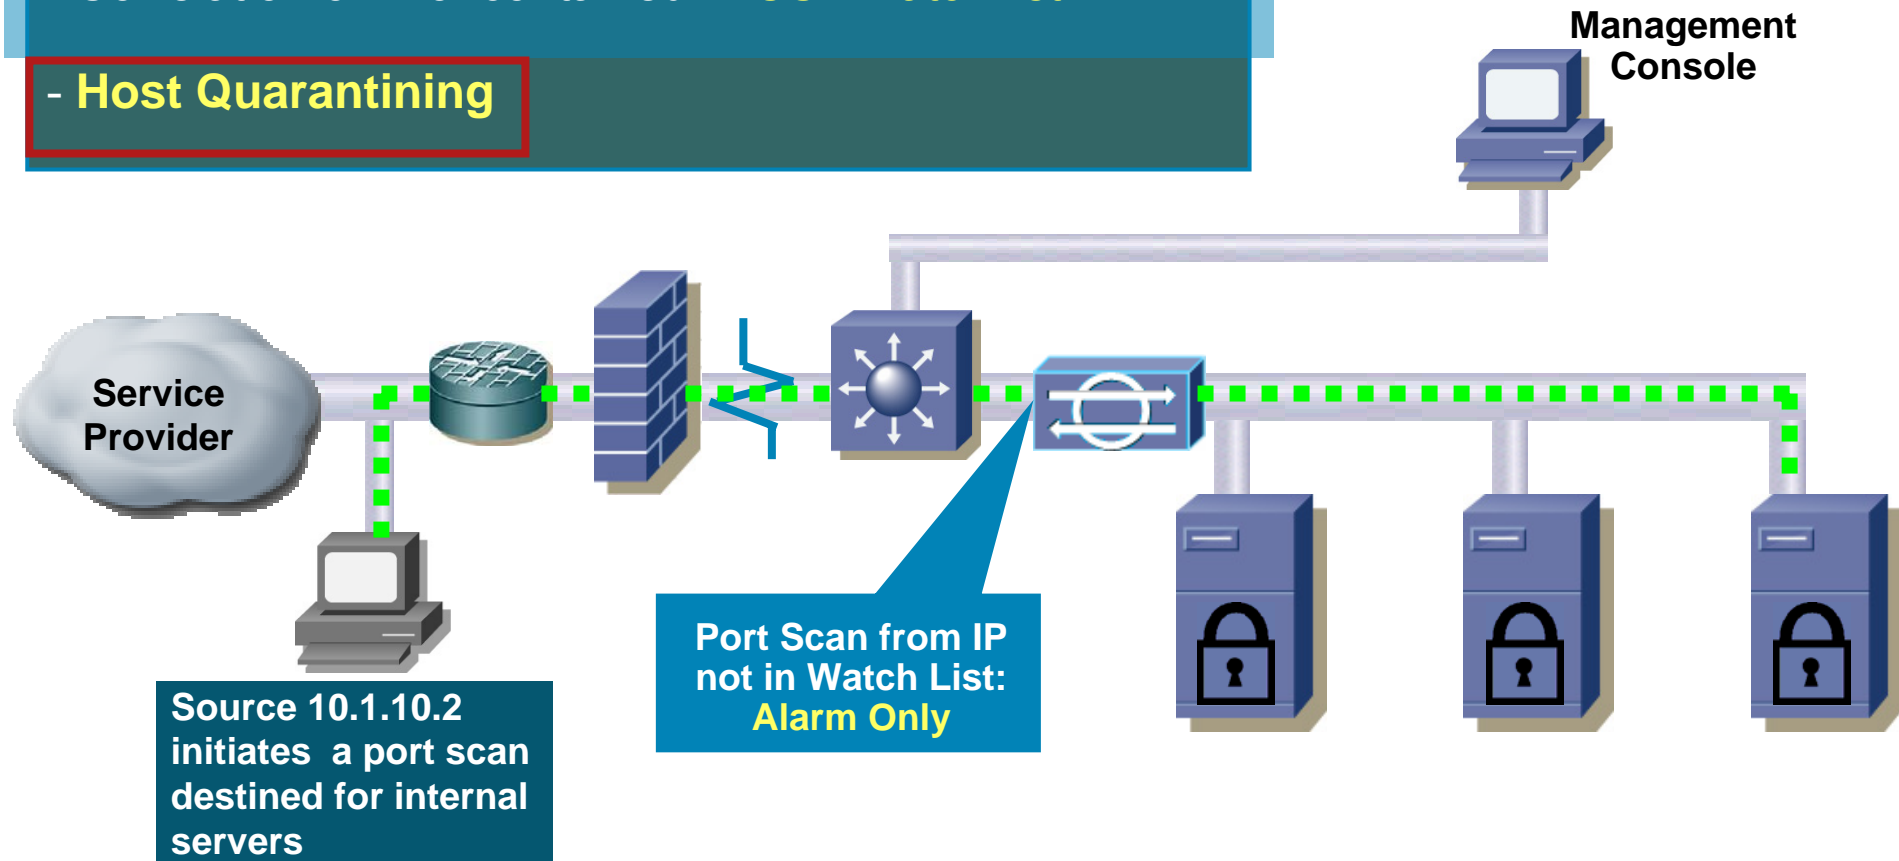 - Host Quarantining
Management
Console
Service
Provider
Port Scan from IP
not in Watch List:
Alarm Only
Source 10.1.10.2
initiates a port scan
destined for internal
servers